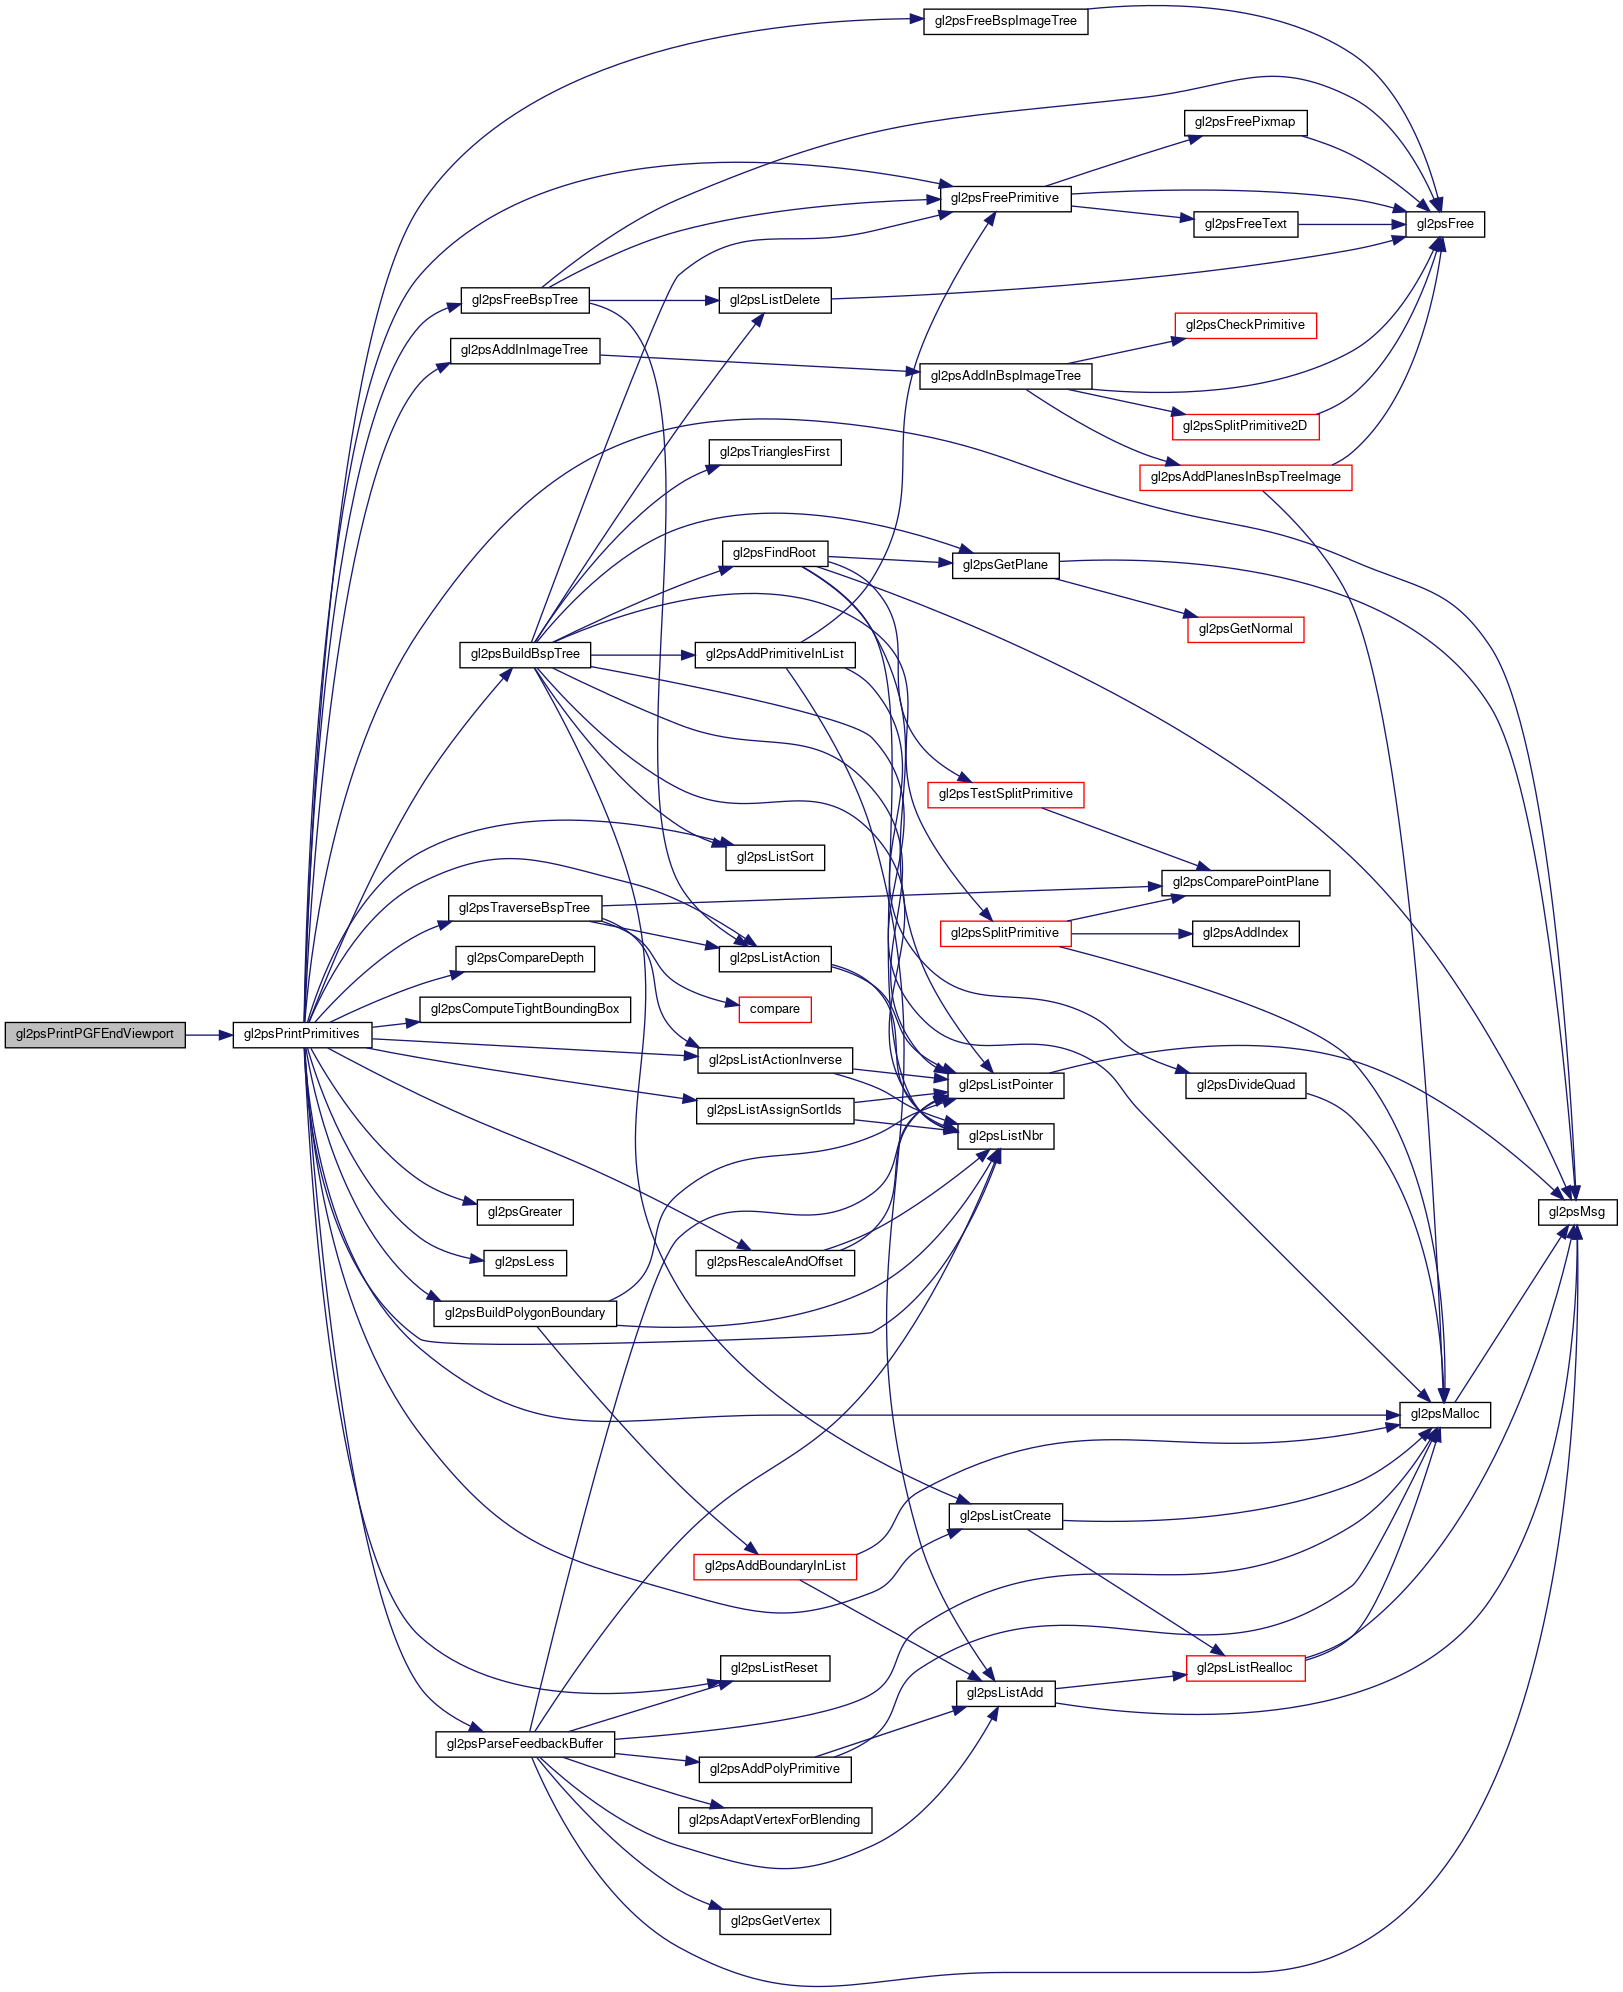 gl2psFreeBspImageTree
gl2psFreePixmap
gl2psFreePrimitive
gl2psFreeText
gl2psFree
gl2psFreeBspTree
gl2psListDelete
gl2psCheckPrimitive
gl2psAddInImageTree
gl2psAddInBspImageTree
gl2psSplitPrimitive2D
gl2psTrianglesFirst
gl2psAddPlanesInBspTreeImage
gl2psFindRoot
gl2psGetPlane
gl2psGetNormal
gl2psBuildBspTree
gl2psAddPrimitiveInList
gl2psTestSplitPrimitive
gl2psListSort
gl2psComparePointPlane
gl2psTraverseBspTree
gl2psSplitPrimitive
gl2psAddIndex
gl2psCompareDepth
gl2psListAction
gl2psComputeTightBoundingBox
compare
gl2psPrintPGFEndViewport
gl2psPrintPrimitives
gl2psListActionInverse
gl2psListPointer
gl2psDivideQuad
gl2psListAssignSortIds
gl2psListNbr
gl2psGreater
gl2psMsg
gl2psLess
gl2psRescaleAndOffset
gl2psBuildPolygonBoundary
gl2psMalloc
gl2psListCreate
gl2psAddBoundaryInList
gl2psListReset
gl2psListRealloc
gl2psListAdd
gl2psParseFeedbackBuffer
gl2psAddPolyPrimitive
gl2psAdaptVertexForBlending
gl2psGetVertex